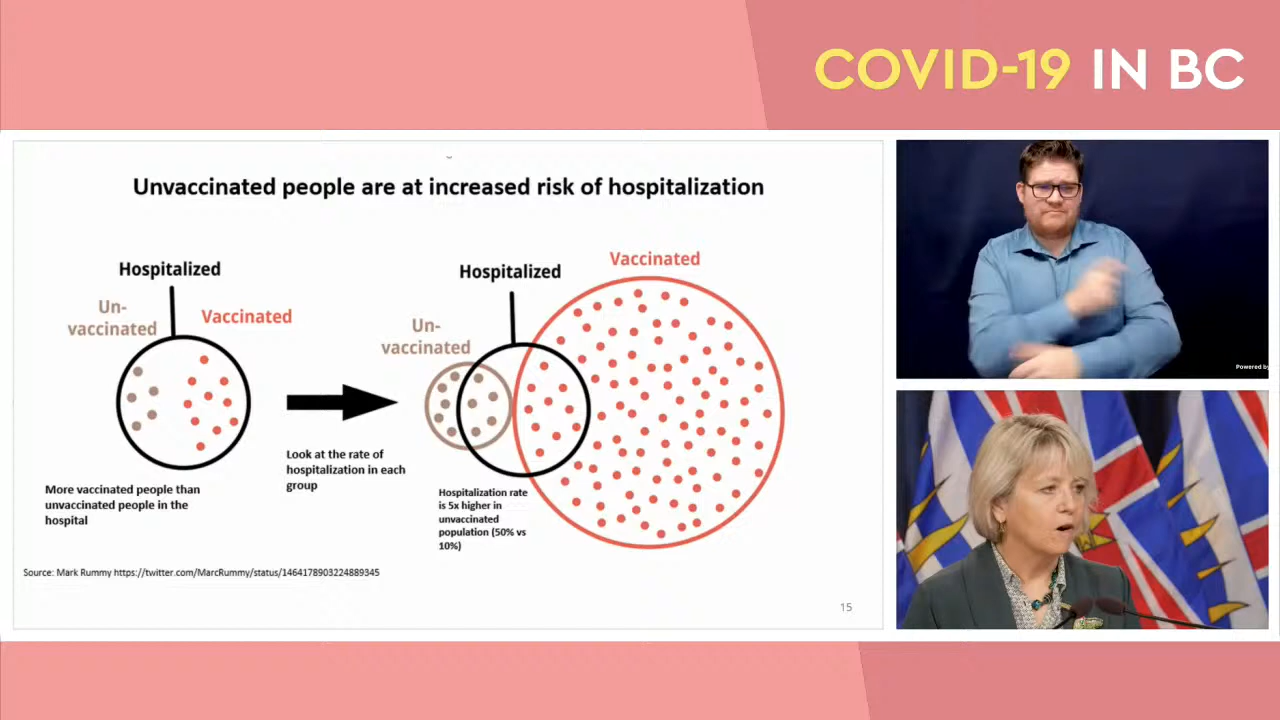 COVID-19 IN BC
Unvaccinated people are at increased risk of hospitalization
Hospitalized
Un-
vaccinated
Vaccinated
More vaccinated people than
unvaccinated people in the
hospital
Look at the rate of
hospitalization in each
group
Hospitalized
Un-
vaccinated
Vaccinated
Hospitalization rate
is 5x higher in
unvaccinated
population (50% vs
10%)
Source: Mark Rummy https://twitter.com/MarcRummy/status/1464178903224889345
15
Powered by